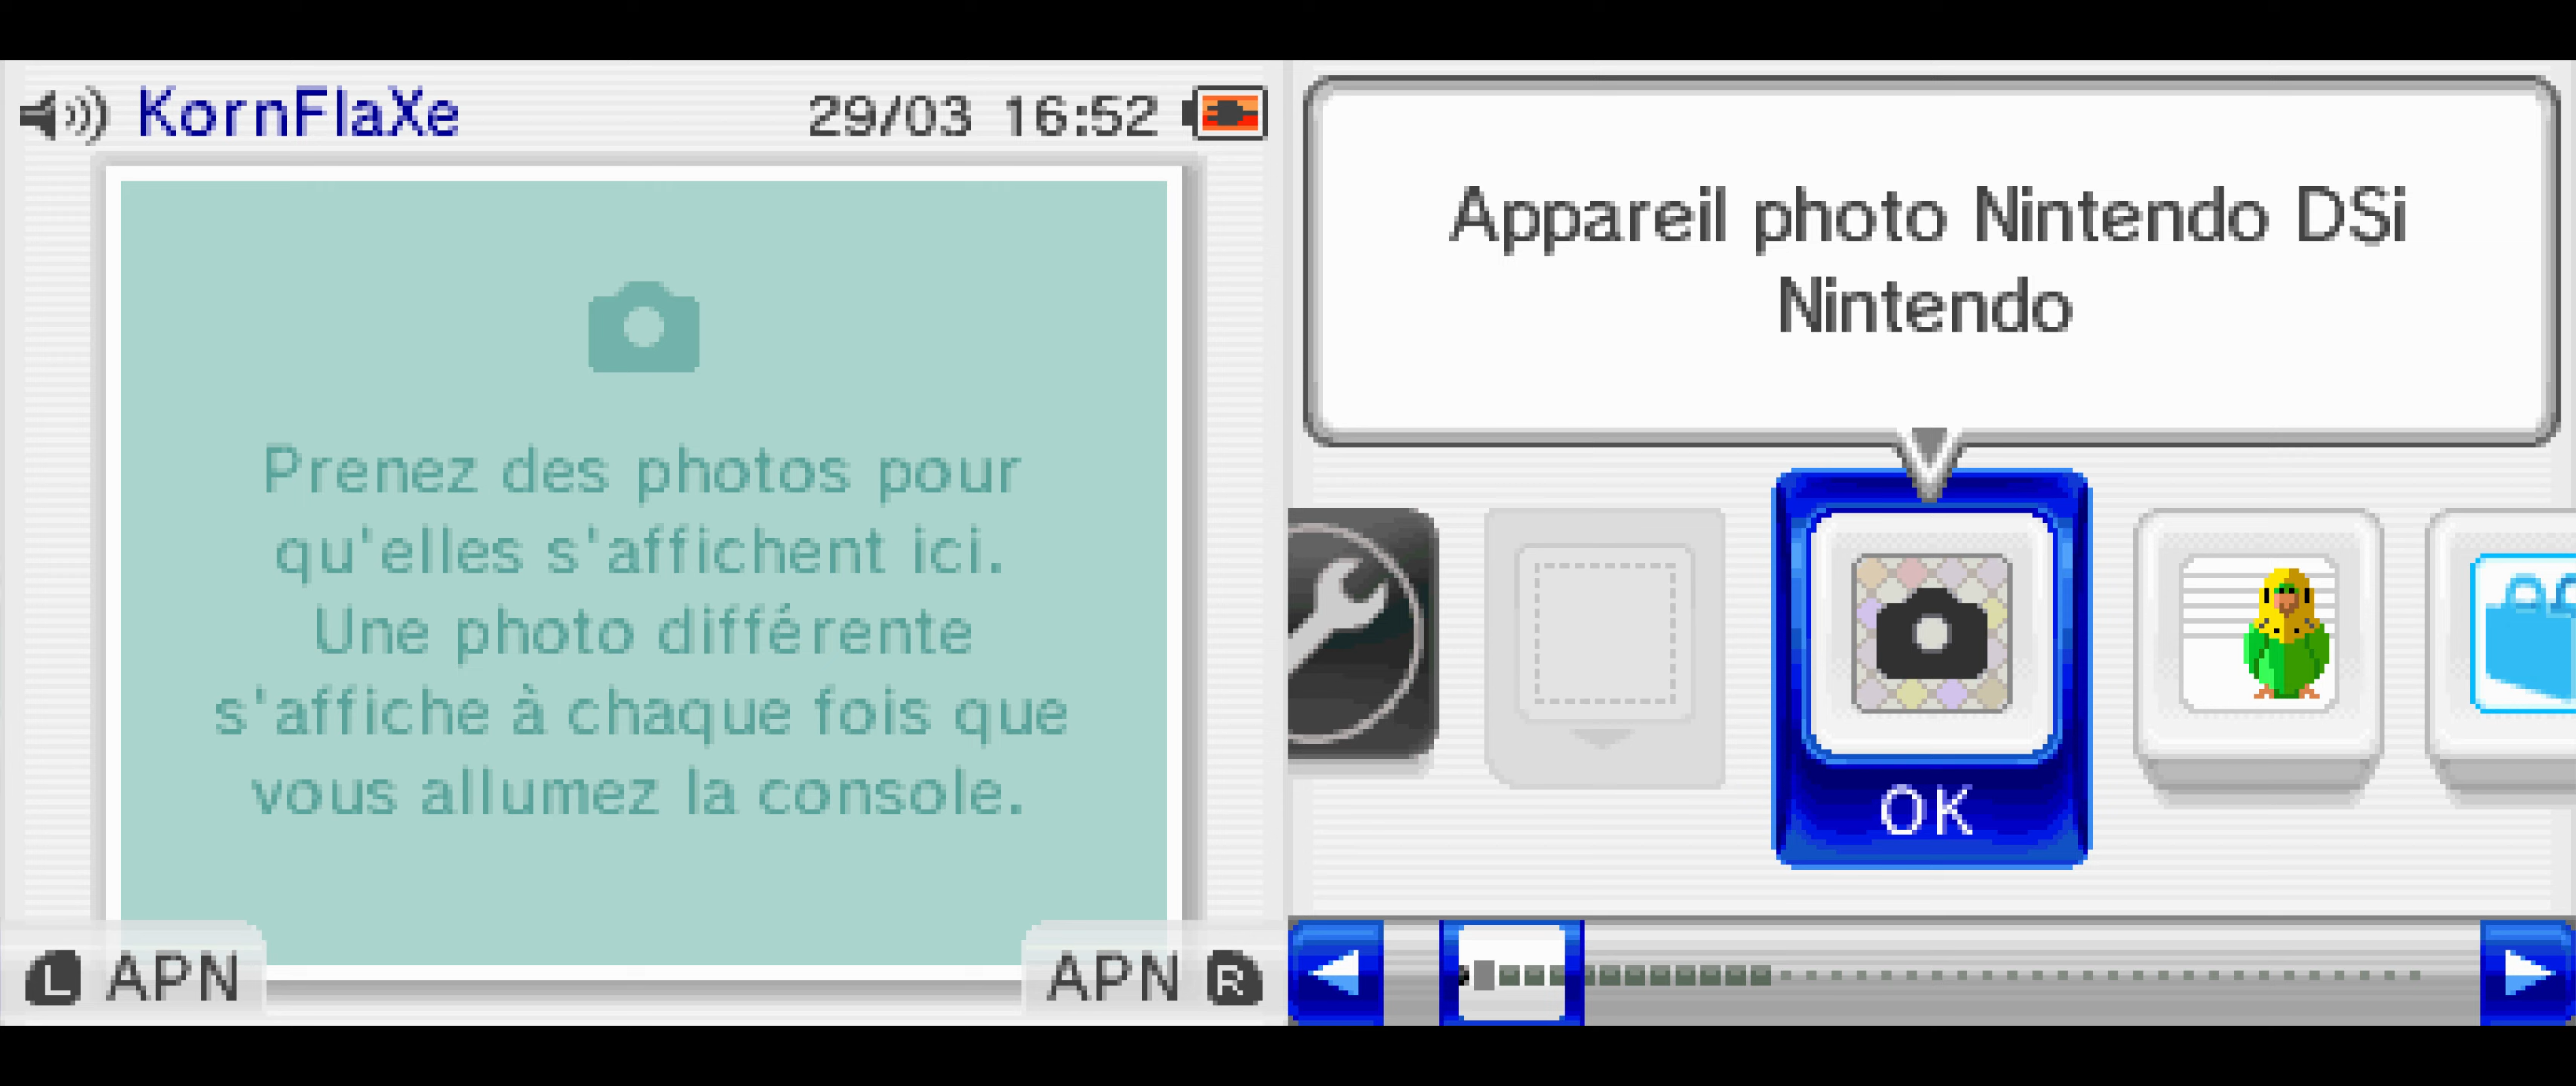 KornFlaXe
29/03 16:52
Prenez des photos pour
qu'elles s'affichent ici.
Une photo différente
s'affiche à chaque fois que
vous allumez la console.
L APN
APN R
Appareil photo Nintendo DSi
Nintendo
OK